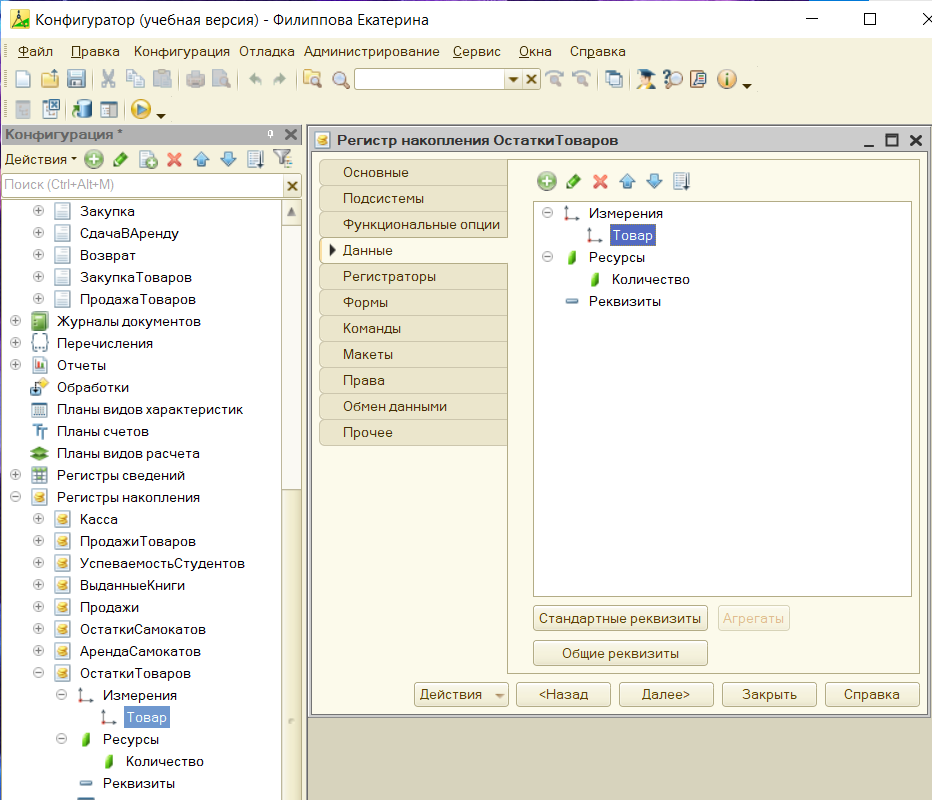 Конфигуратор (учебная версия) - Филиппова Екатерина
Файл Правка Конфигурация Отладка Администрирование Сервис Окна Справка
Конфигурация *
Действия
Поиск (Ctrl+Alt+M)
Закупка
СдачаВАренду
Возврат
ЗакупкаТоваров
ПродажаТоваров
Журналы документов
Перечисления
Отчеты
Обработки
Планы видов характеристик
Планы счетов
Планы видов расчета
Регистры сведений
Регистры накопления
Касса
ПродажиТоваров
УспеваемостьСтудентов
ВыданныеКниги
Продажи
ОстаткиСамокатов
АрендаСамокатов
ОстаткиТоваров
Измерения
Товар
Ресурсы
Количество
Реквизиты
Регистр накопления ОстаткиТоваров
Основные
Подсистемы
Функциональные опции
Данные
Регистраторы
Формы
Команды
Макеты
Права
Обмен данными
Прочее
Измерения
Товар
Ресурсы
Количество
Реквизиты
Стандартные реквизиты Агрегаты
Общие реквизиты
Действия <Назад Далее> Закрыть Справка